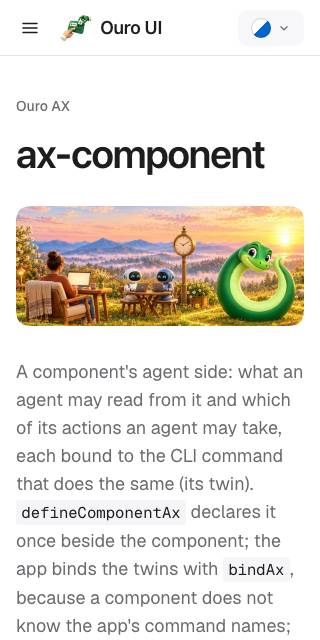 Ouro UI
Ouro AX
ax-component
A component's agent side: what an
agent may read from it and which
of its actions an agent may take,
each bound to the CLI command
that does the same (its twin).
defineComponentAx declares it
once beside the component; the
app binds the twins with bindAx,
because a component does not
know the app's command names;